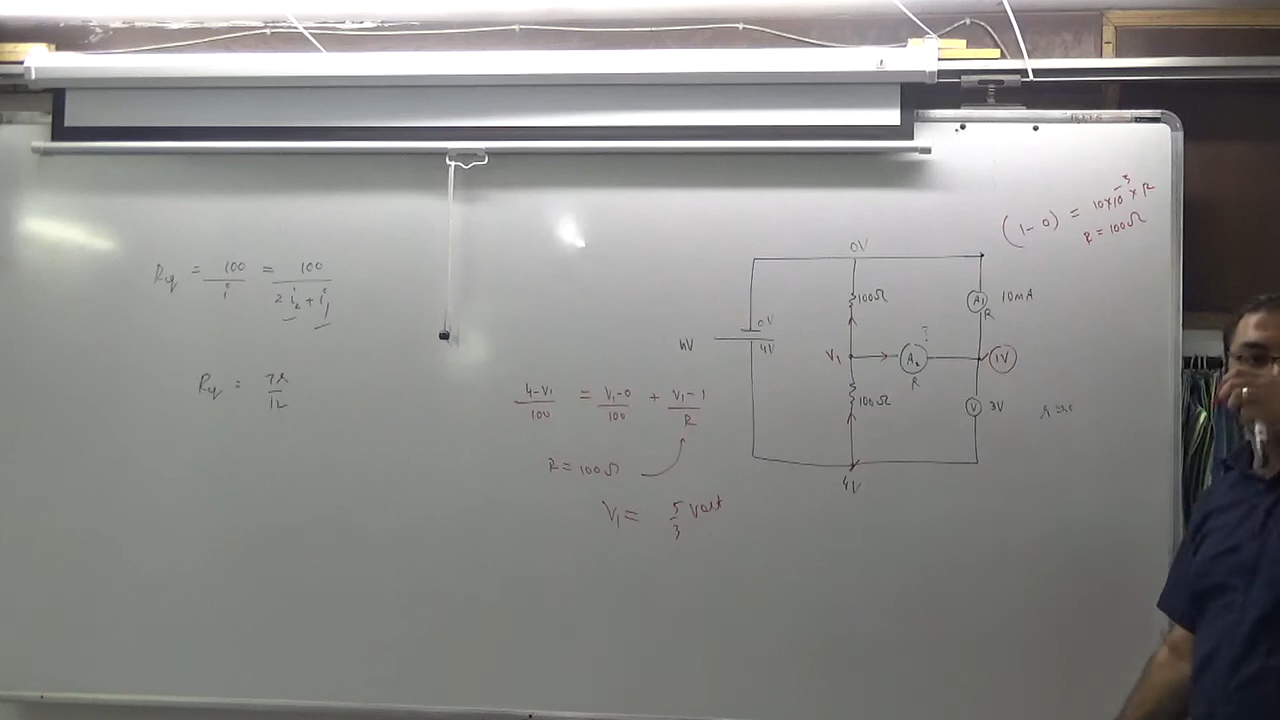 (1-0) = 10×10⁻³×R
R = 100Ω
Req = 100/i = 100/(2i₂ + i₁)
Req = 7r/12
(4-V₁)/100 = (V₁-0)/100 + (V₁-1)/R
R = 100Ω
V₁ = 5/3 Volt
0V
100Ω
A₁
10mA
R
0V
4V
4V
V₁
?
A₂
R
1V
100Ω
V
3V
4V